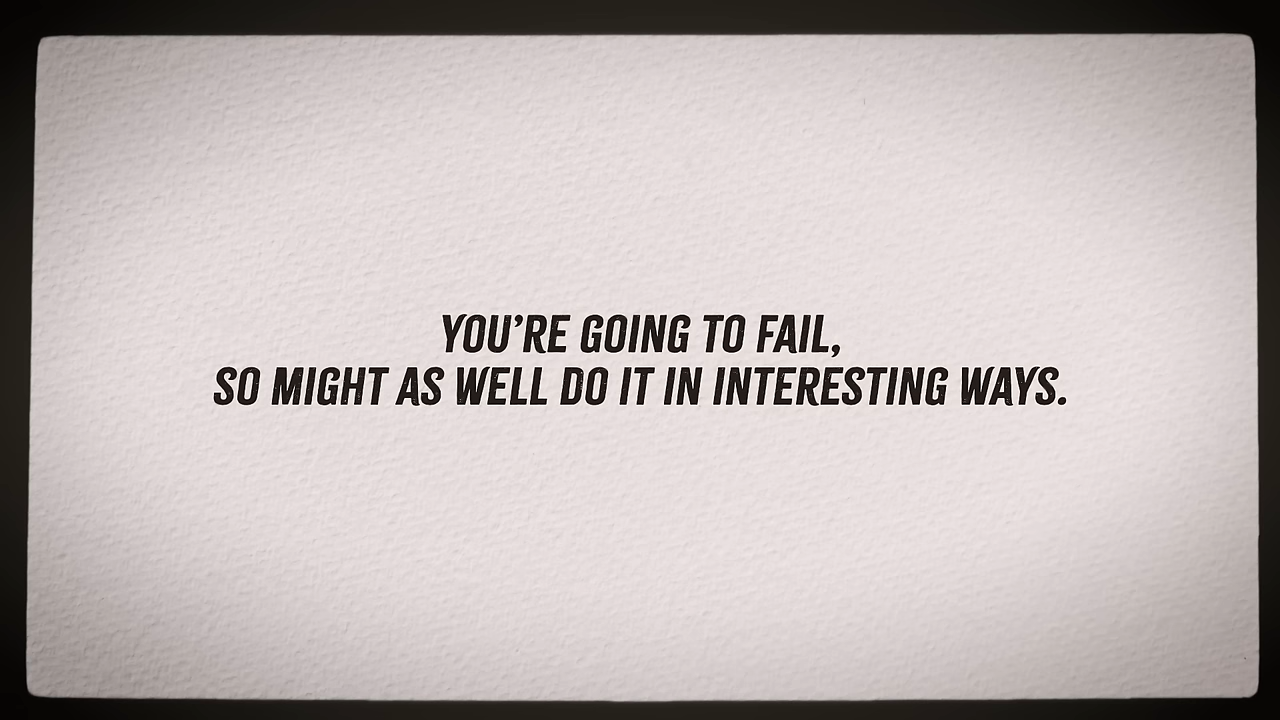 YOU’RE GOING TO FAIL,
SO MIGHT AS WELL DO IT IN INTERESTING WAYS.